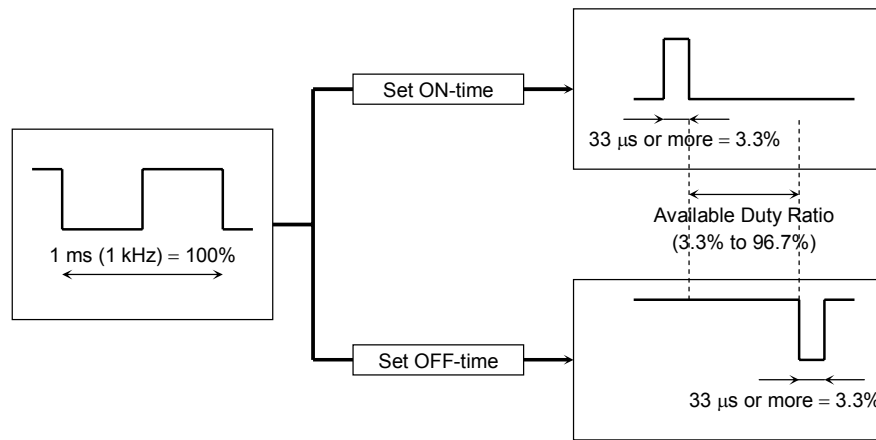 Set ON-time
33 μs or more = 3.3%
1 ms (1 kHz) = 100%
Available Duty Ratio
(3.3% to 96.7%)
Set OFF-time
33 μs or more = 3.3%